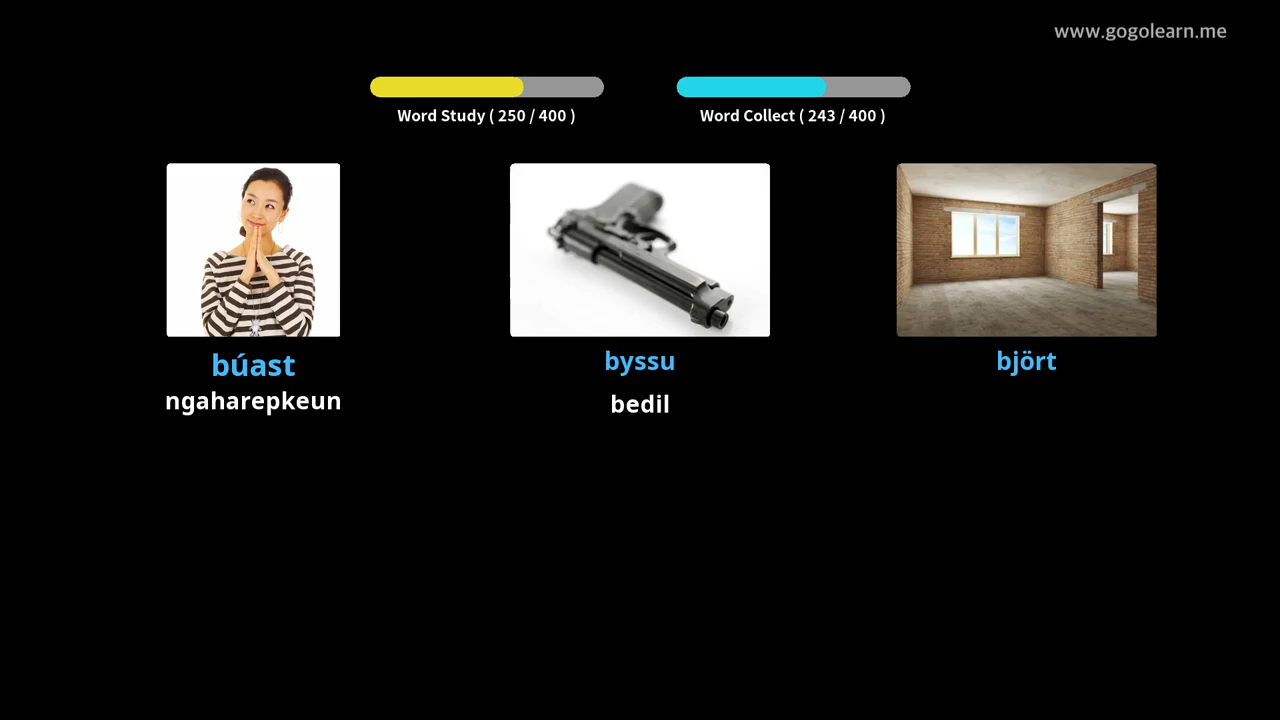 www.gogolearn.me
Word Study ( 250 / 400 )
Word Collect ( 243 / 400 )
búast
byssu
björt
ngaharepkeun
bedil